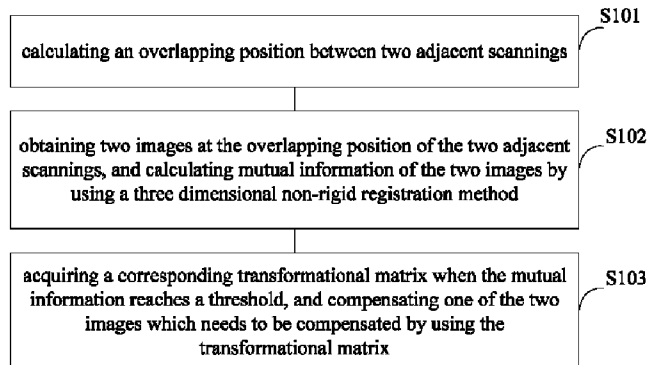 S101
calculating an overlapping position between two adjacent scannings
S102
obtaining two images at the overlapping position of the two adjacent
scannings, and calculating mutual information of the two images by
using a three dimensional non-rigid registration method
S103
acquiring a corresponding transformational matrix when the mutual
information reaches a threshold, and compensating one of the two
images which needs to be compensated by using the
transformational matrix